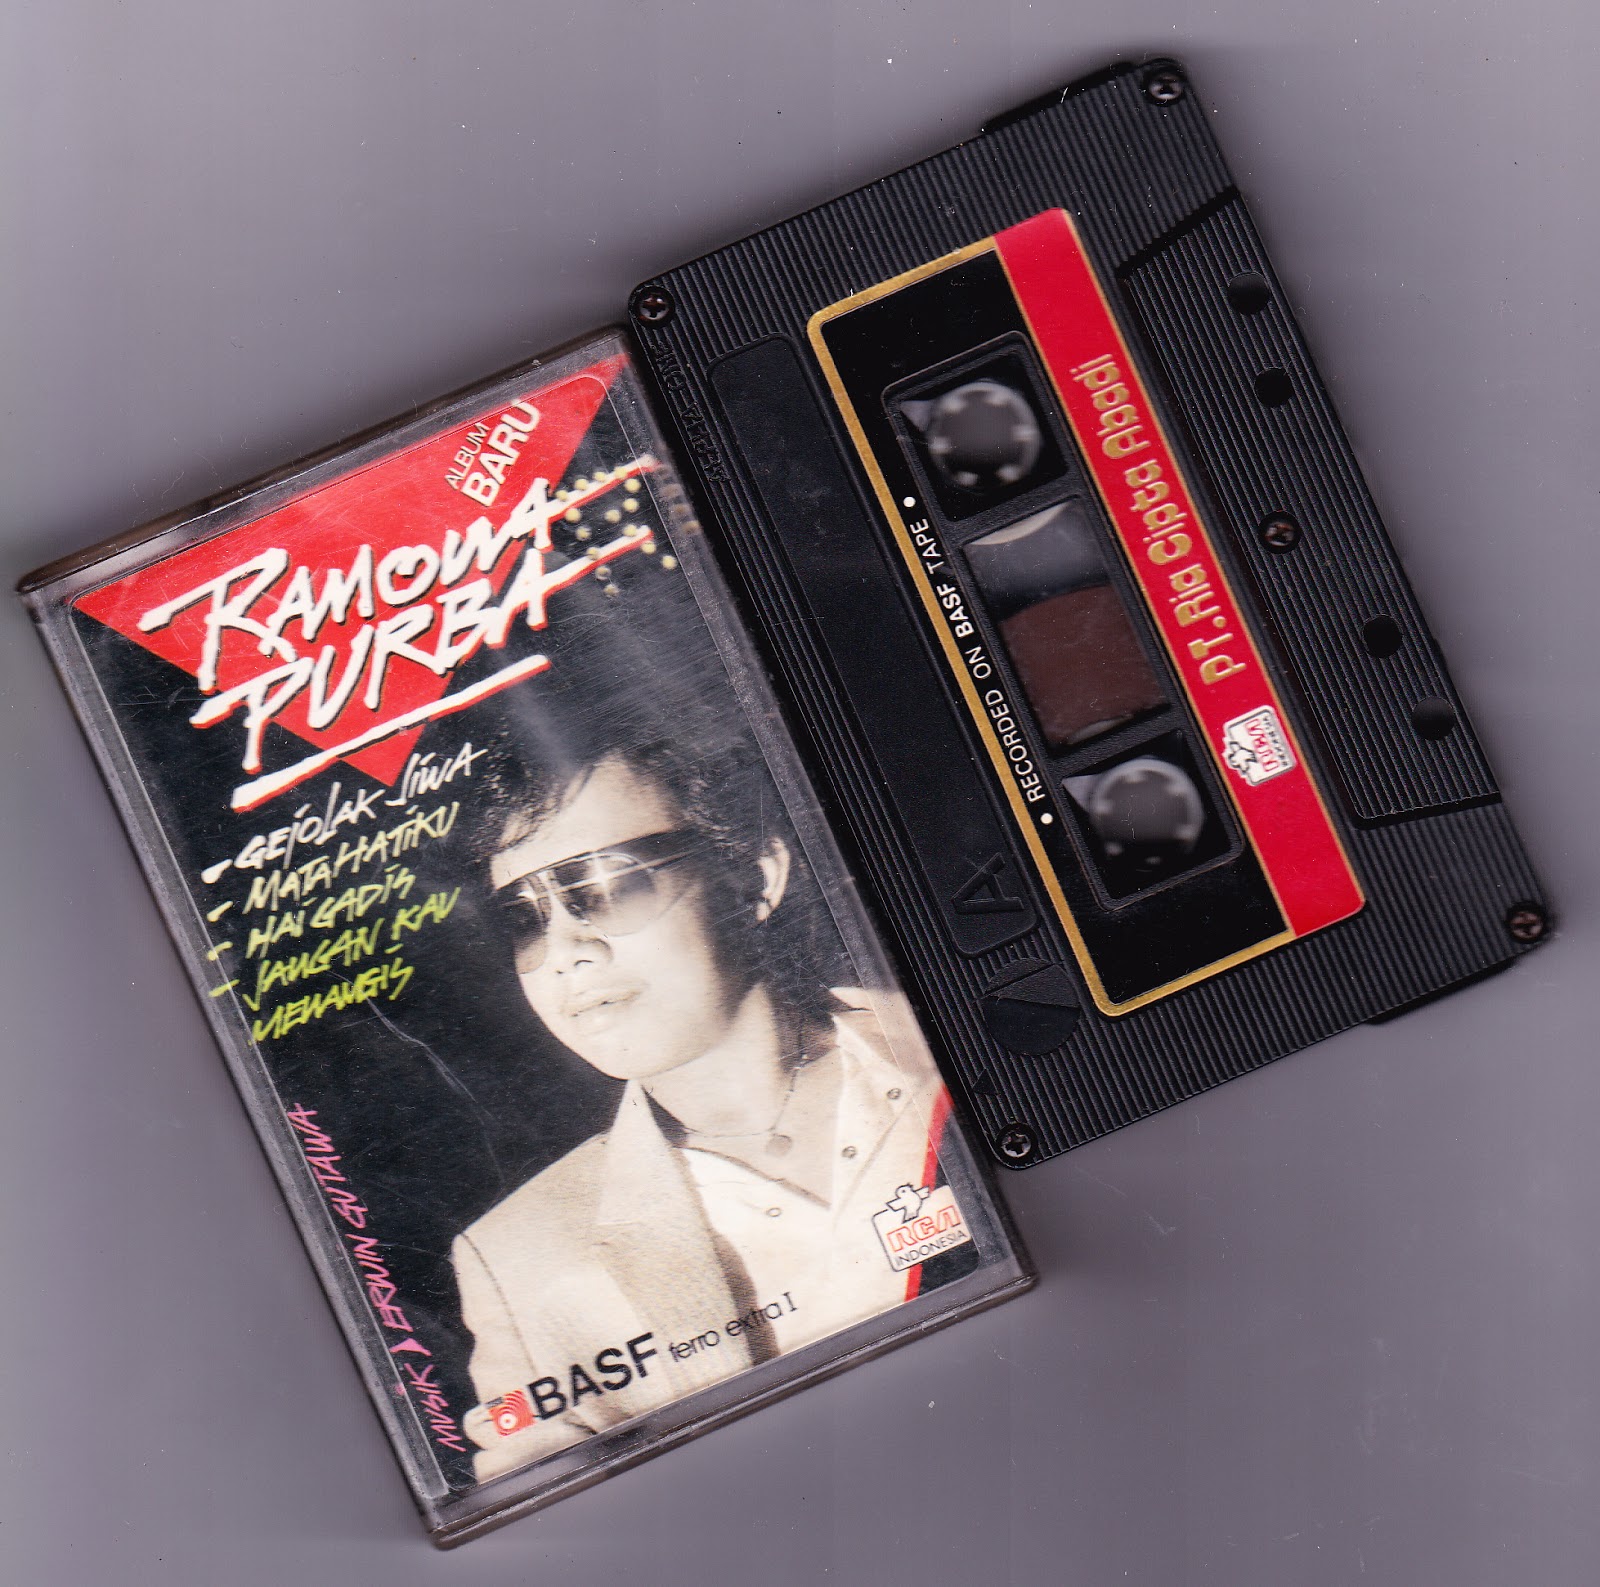 ALBUM
BARU
RAMONA
PURBA
- GEJOLAK JIWA
- MATAHATIKU
- HAI GADIS
- JANGAN KAU
MENANGIS
MUSIK ) ERWIN GUTAWA
RCA
INDONESIA
BASF ferro extra I
• RECORDED ON BASF TAPE •
PT. Ria Cipta Abadi
A